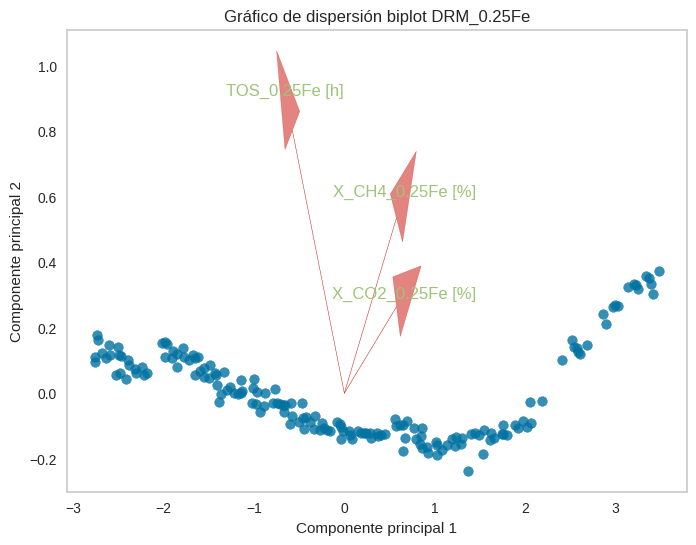 Gráfico de dispersión biplot DRM_0.25Fe
Componente principal 2
1.0
0.8
0.6
0.4
0.2
0.0
−0.2
TOS_0.25Fe [h]
X_CH4_0.25Fe [%]
X_CO2_0.25Fe [%]
−3
−2
−1
0
1
2
3
Componente principal 1